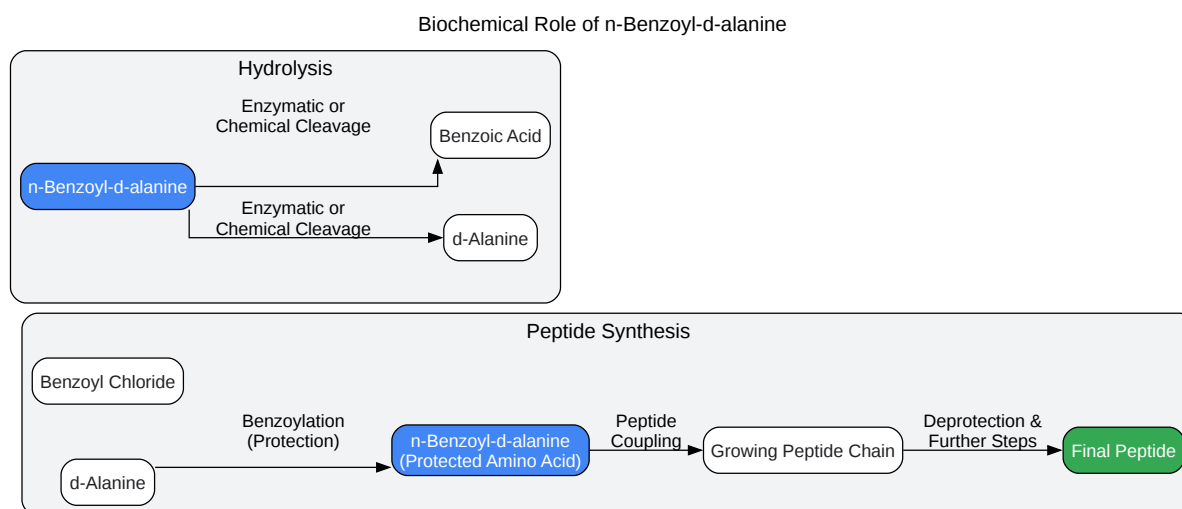 Biochemical Role of n-Benzoyl-d-alanine
Hydrolysis
Enzymatic or
Chemical Cleavage
Benzoic Acid
n-Benzoyl-d-alanine
Enzymatic or
Chemical Cleavage
d-Alanine
Peptide Synthesis
Benzoyl Chloride
Benzoylation
(Protection)
d-Alanine
n-Benzoyl-d-alanine
(Protected Amino Acid)
Peptide
Coupling
Growing Peptide Chain
Deprotection &
Further Steps
Final Peptide